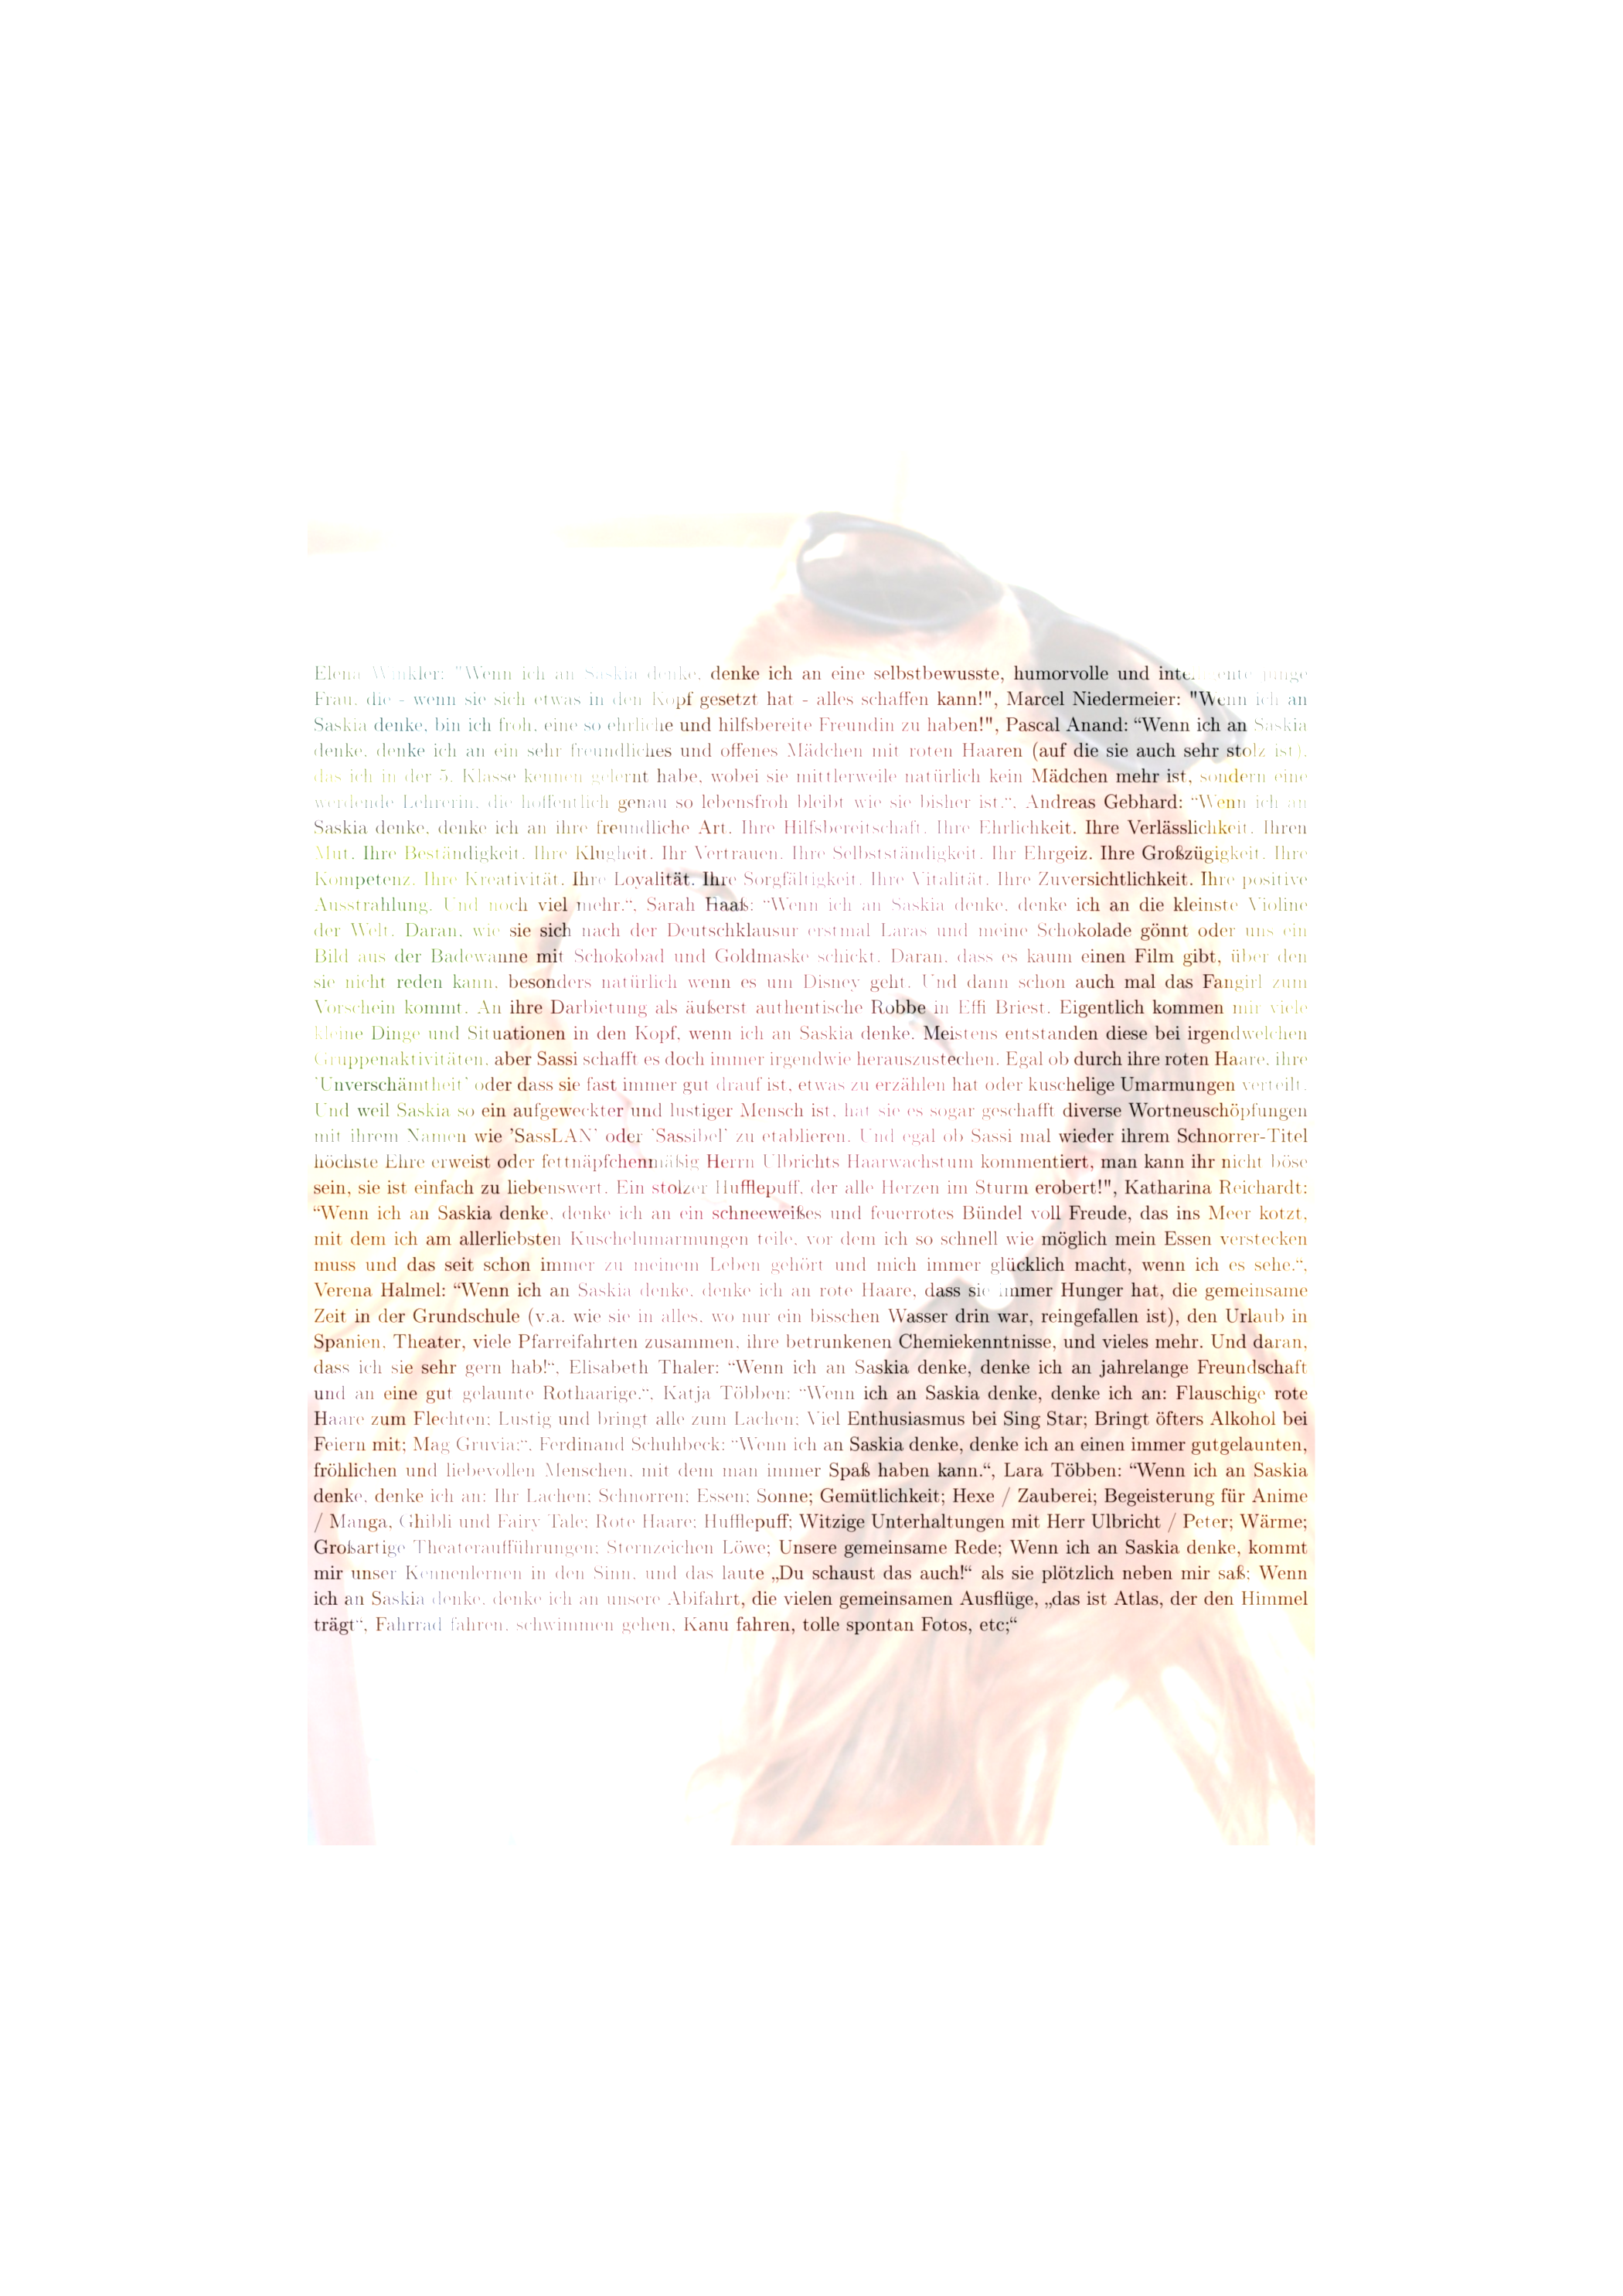 Elena Winkler: "Wenn ich an Saskia denke, denke ich an eine selbstbewusste, humorvolle und intelligente junge
Frau, die - wenn sie sich etwas in den Kopf gesetzt hat - alles schaffen kann!", Marcel Niedermeier: "Wenn ich an
Saskia denke, bin ich froh, eine so ehrliche und hilfsbereite Freundin zu haben!", Pascal Anand: “Wenn ich an Saskia
denke, denke ich an ein sehr freundliches und offenes Mädchen mit roten Haaren (auf die sie auch sehr stolz ist),
das ich in der 5. Klasse kennen gelernt habe, wobei sie mittlerweile natürlich kein Mädchen mehr ist, sondern eine
werdende Lehrerin, die hoffentlich genau so lebensfroh bleibt wie sie bisher ist.“, Andreas Gebhard: “Wenn ich an
Saskia denke, denke ich an ihre freundliche Art. Ihre Hilfsbereitschaft. Ihre Ehrlichkeit. Ihre Verlässlichkeit. Ihren
Mut. Ihre Beständigkeit. Ihre Klugheit. Ihr Vertrauen. Ihre Selbstständigkeit. Ihr Ehrgeiz. Ihre Großzügigkeit. Ihre
Kompetenz. Ihre Kreativität. Ihre Loyalität. Ihre Sorgfältigkeit. Ihre Vitalität. Ihre Zuversichtlichkeit. Ihre positive
Ausstrahlung. Und noch viel mehr.“, Sarah Haaß: “Wenn ich an Saskia denke, denke ich an die kleinste Violine
der Welt. Daran, wie sie sich nach der Deutschklausur erstmal Laras und meine Schokolade gönnt oder uns ein
Bild aus der Badewanne mit Schokobad und Goldmaske schickt. Daran, dass es kaum einen Film gibt, über den
sie nicht reden kann, besonders natürlich wenn es um Disney geht. Und dann schon auch mal das Fangirl zum
Vorschein kommt. An ihre Darbietung als äußerst authentische Robbe in Effi Briest. Eigentlich kommen mir viele
kleine Dinge und Situationen in den Kopf, wenn ich an Saskia denke. Meistens entstanden diese bei irgendwelchen
Gruppenaktivitäten, aber Sassi schafft es doch immer irgendwie herauszustechen. Egal ob durch ihre roten Haare, ihre
'Unverschämtheit' oder dass sie fast immer gut drauf ist, etwas zu erzählen hat oder kuschelige Umarmungen verteilt.
Und weil Saskia so ein aufgeweckter und lustiger Mensch ist, hat sie es sogar geschafft diverse Wortneuschöpfungen
mit ihrem Namen wie 'SassLAN' oder 'Sassibel' zu etablieren. Und egal ob Sassi mal wieder ihrem Schnorrer-Titel
höchste Ehre erweist oder fettnäpfchenmäßig Herrn Ulbrichts Haarwachstum kommentiert, man kann ihr nicht böse
sein, sie ist einfach zu liebenswert. Ein stolzer Hufflepuff, der alle Herzen im Sturm erobert!", Katharina Reichardt:
“Wenn ich an Saskia denke, denke ich an ein schneeweißes und feuerrotes Bündel voll Freude, das ins Meer kotzt,
mit dem ich am allerliebsten Kuschelumarmungen teile, vor dem ich so schnell wie möglich mein Essen verstecken
muss und das seit schon immer zu meinem Leben gehört und mich immer glücklich macht, wenn ich es sehe.“,
Verena Halmel: “Wenn ich an Saskia denke, denke ich an rote Haare, dass sie immer Hunger hat, die gemeinsame
Zeit in der Grundschule (v.a. wie sie in alles, wo nur ein bisschen Wasser drin war, reingefallen ist), den Urlaub in
Spanien, Theater, viele Pfarreifahrten zusammen, ihre betrunkenen Chemiekenntnisse, und vieles mehr. Und daran,
dass ich sie sehr gern hab!“, Elisabeth Thaler: “Wenn ich an Saskia denke, denke ich an jahrelange Freundschaft
und an eine gut gelaunte Rothaarige.“, Katja Többen: “Wenn ich an Saskia denke, denke ich an: Flauschige rote
Haare zum Flechten; Lustig und bringt alle zum Lachen; Viel Enthusiasmus bei Sing Star; Bringt öfters Alkohol bei
Feiern mit; Mag Gruvia;“, Ferdinand Schuhbeck: “Wenn ich an Saskia denke, denke ich an einen immer gutgelaunten,
fröhlichen und liebevollen Menschen, mit dem man immer Spaß haben kann.“, Lara Többen: “Wenn ich an Saskia
denke, denke ich an: Ihr Lachen; Schnorren; Essen; Sonne; Gemütlichkeit; Hexe / Zauberei; Begeisterung für Anime
/ Manga, Ghibli und Fairy Tale; Rote Haare; Hufflepuff; Witzige Unterhaltungen mit Herr Ulbricht / Peter; Wärme;
Großartige Theateraufführungen; Sternzeichen Löwe; Unsere gemeinsame Rede; Wenn ich an Saskia denke, kommt
mir unser Kennenlernen in den Sinn, und das laute „Du schaust das auch!“ als sie plötzlich neben mir saß; Wenn
ich an Saskia denke, denke ich an unsere Abifahrt, die vielen gemeinsamen Ausflüge, „das ist Atlas, der den Himmel
trägt“, Fahrrad fahren, schwimmen gehen, Kanu fahren, tolle spontan Fotos, etc;“